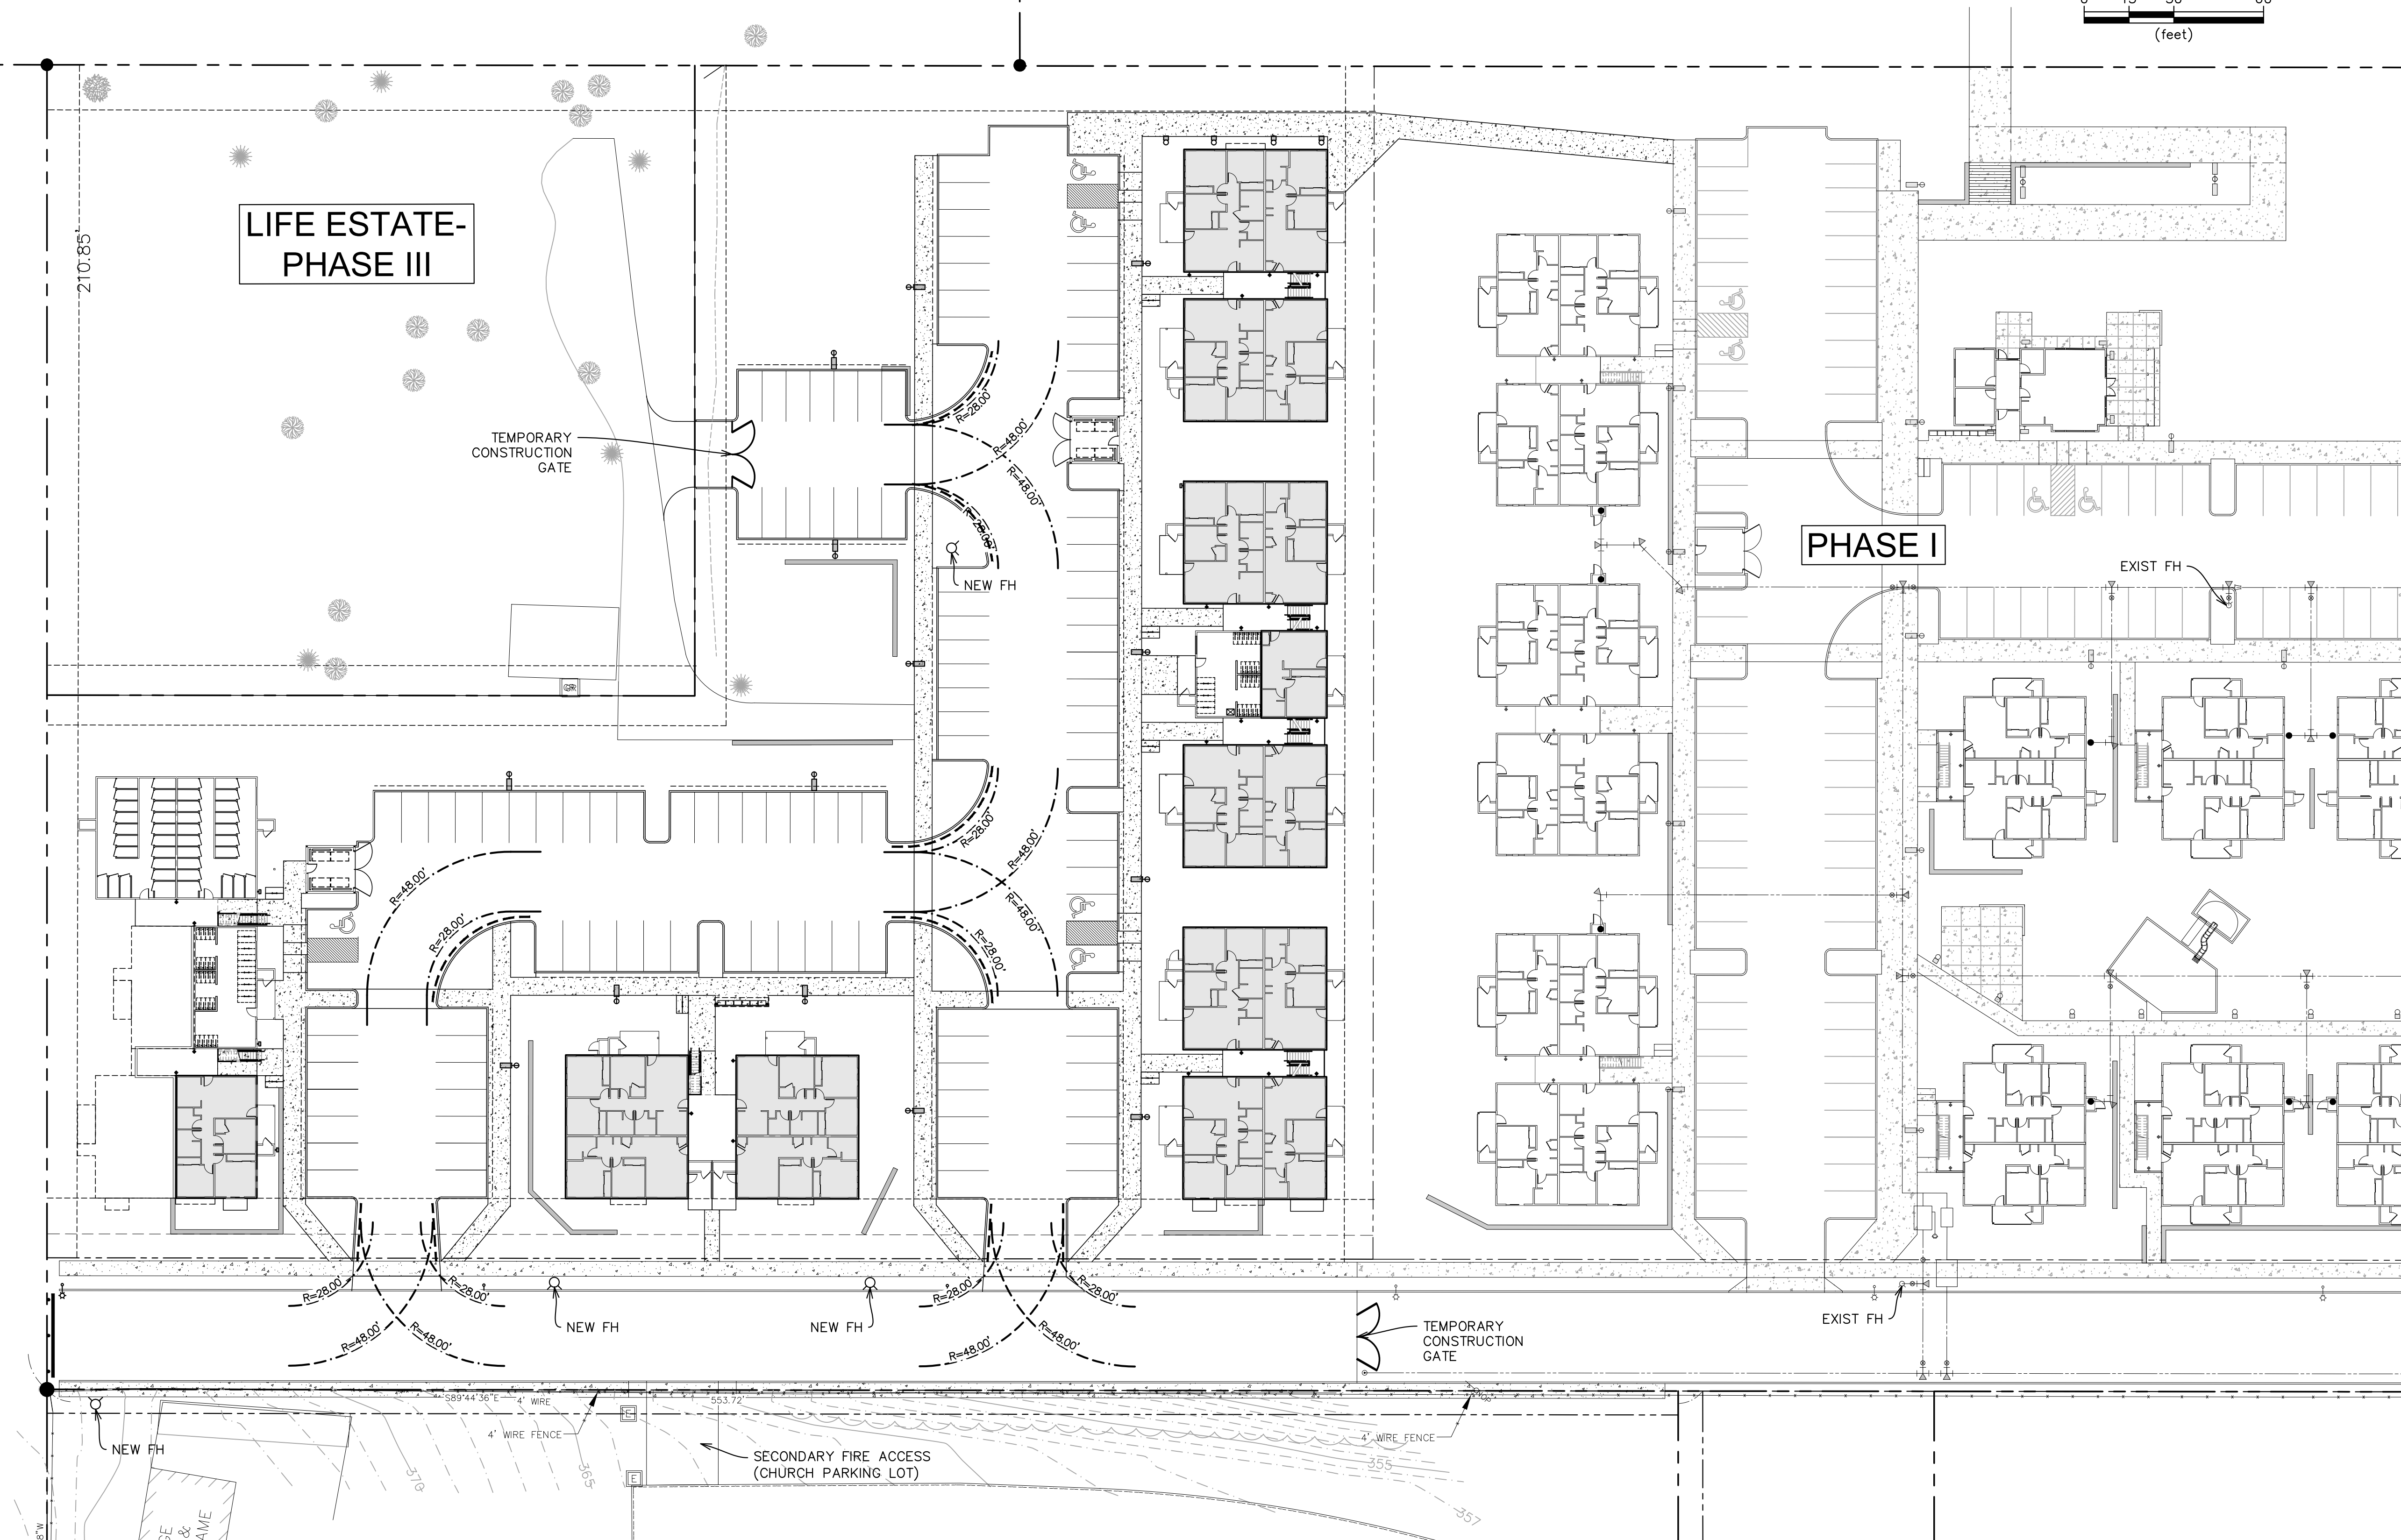 (feet)
LIFE ESTATE-
PHASE III
210.85'
TEMPORARY
CONSTRUCTION
GATE
R=28.00'
R=48.00'
R=48.00'
R=28.00'
NEW FH
PHASE I
EXIST FH
R=28.00'
R=48.00'
R=48.00'
R=28.00'
R=48.00'
R=28.00'
R=28.00'
R=28.00'
R=48.00'
R=48.00'
NEW FH
NEW FH
R=28.00'
R=28.00'
R=48.00'
R=48.00'
TEMPORARY
CONSTRUCTION
GATE
EXIST FH
S89°44'36"E
4' WIRE
553.72
4' WIRE FENCE
E
4' WIRE FENCE
NEW FH
SECONDARY FIRE ACCESS
(CHURCH PARKING LOT)
E
370
365
355
357
&